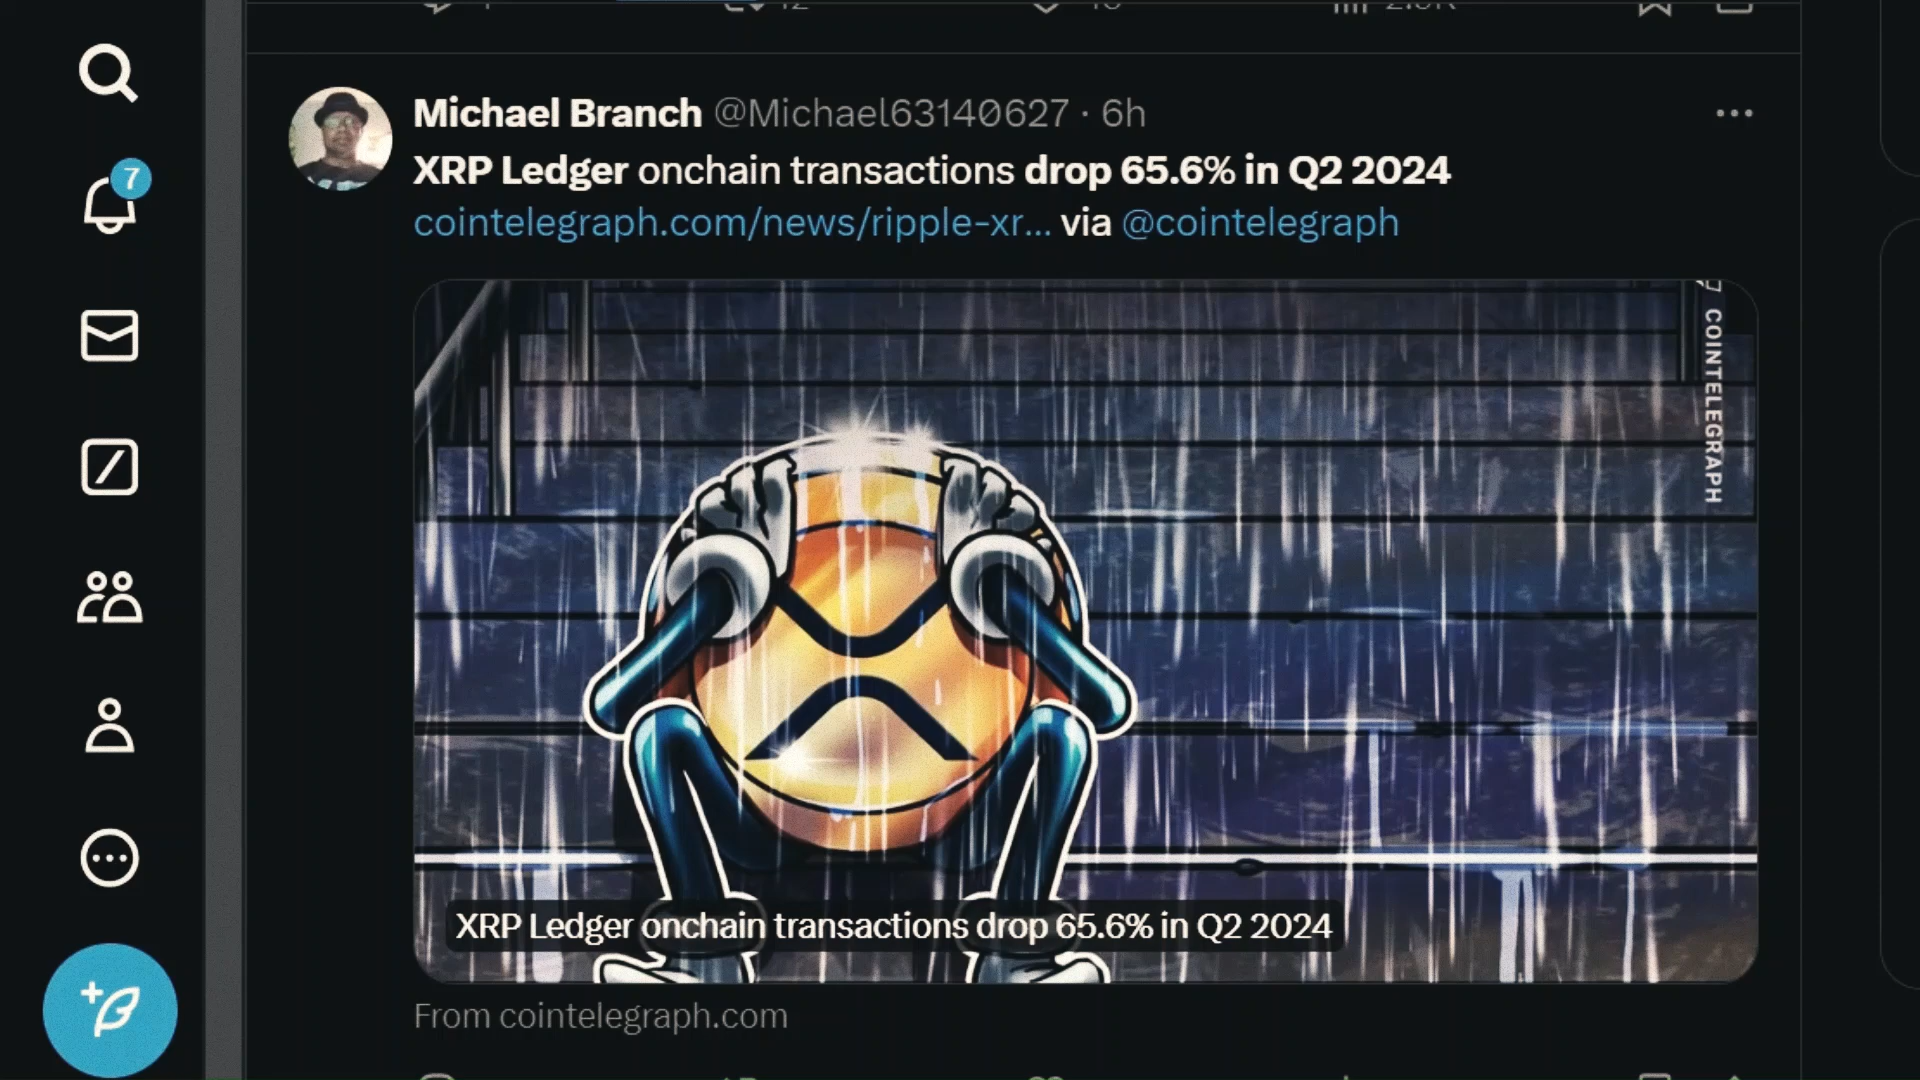 7
Michael Branch @Michael63140627 · 6h
XRP Ledger onchain transactions drop 65.6% in Q2 2024
cointelegraph.com/news/ripple-xr... via @cointelegraph
COINTELEGRAPH
XRP Ledger onchain transactions drop 65.6% in Q2 2024
From cointelegraph.com